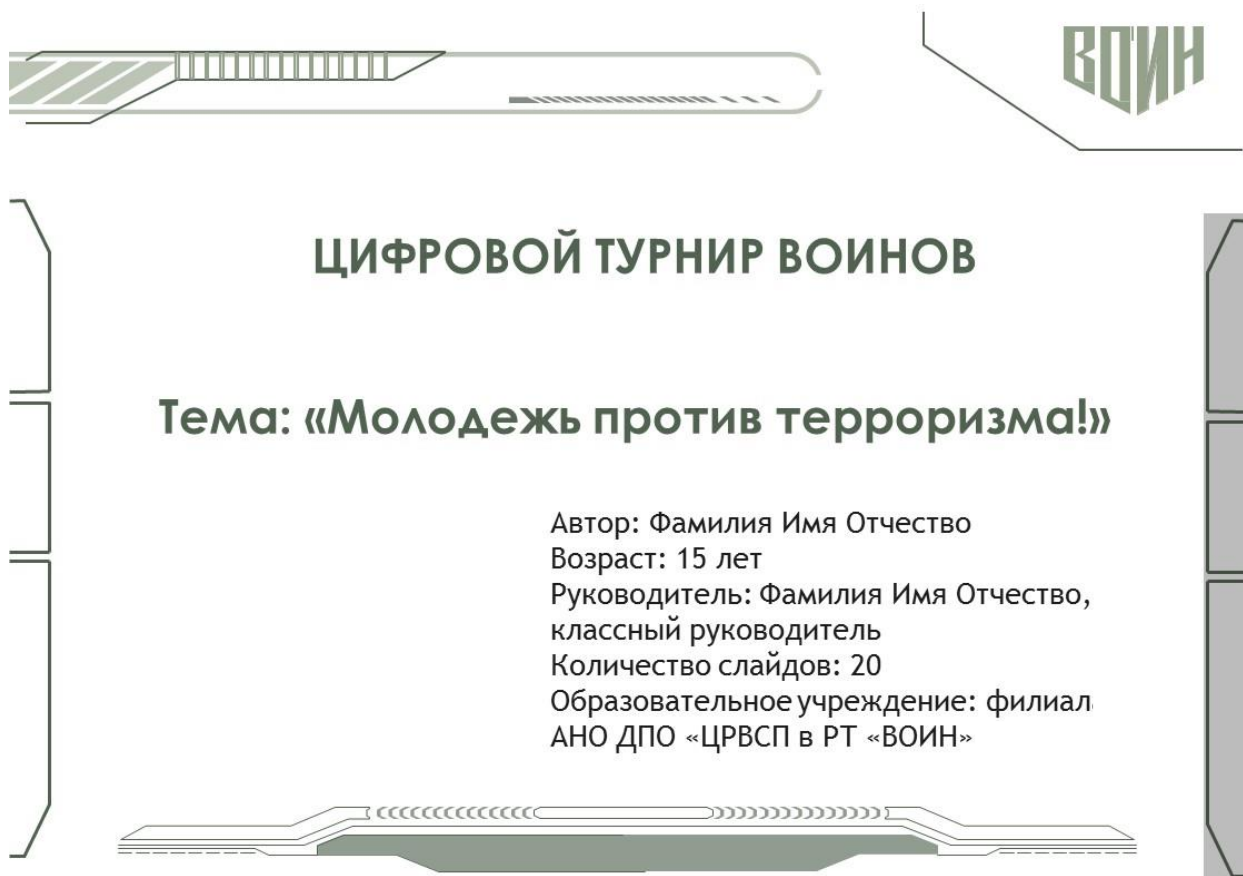 ВОИН
ЦИФРОВОЙ ТУРНИР ВОИНОВ
Тема: «Молодежь против терроризма!»
Автор: Фамилия Имя Отчество
Возраст: 15 лет
Руководитель: Фамилия Имя Отчество,
классный руководитель
Количество слайдов: 20
Образовательное учреждение: филиал
АНО ДПО «ЦРВСП в РТ «ВОИН»